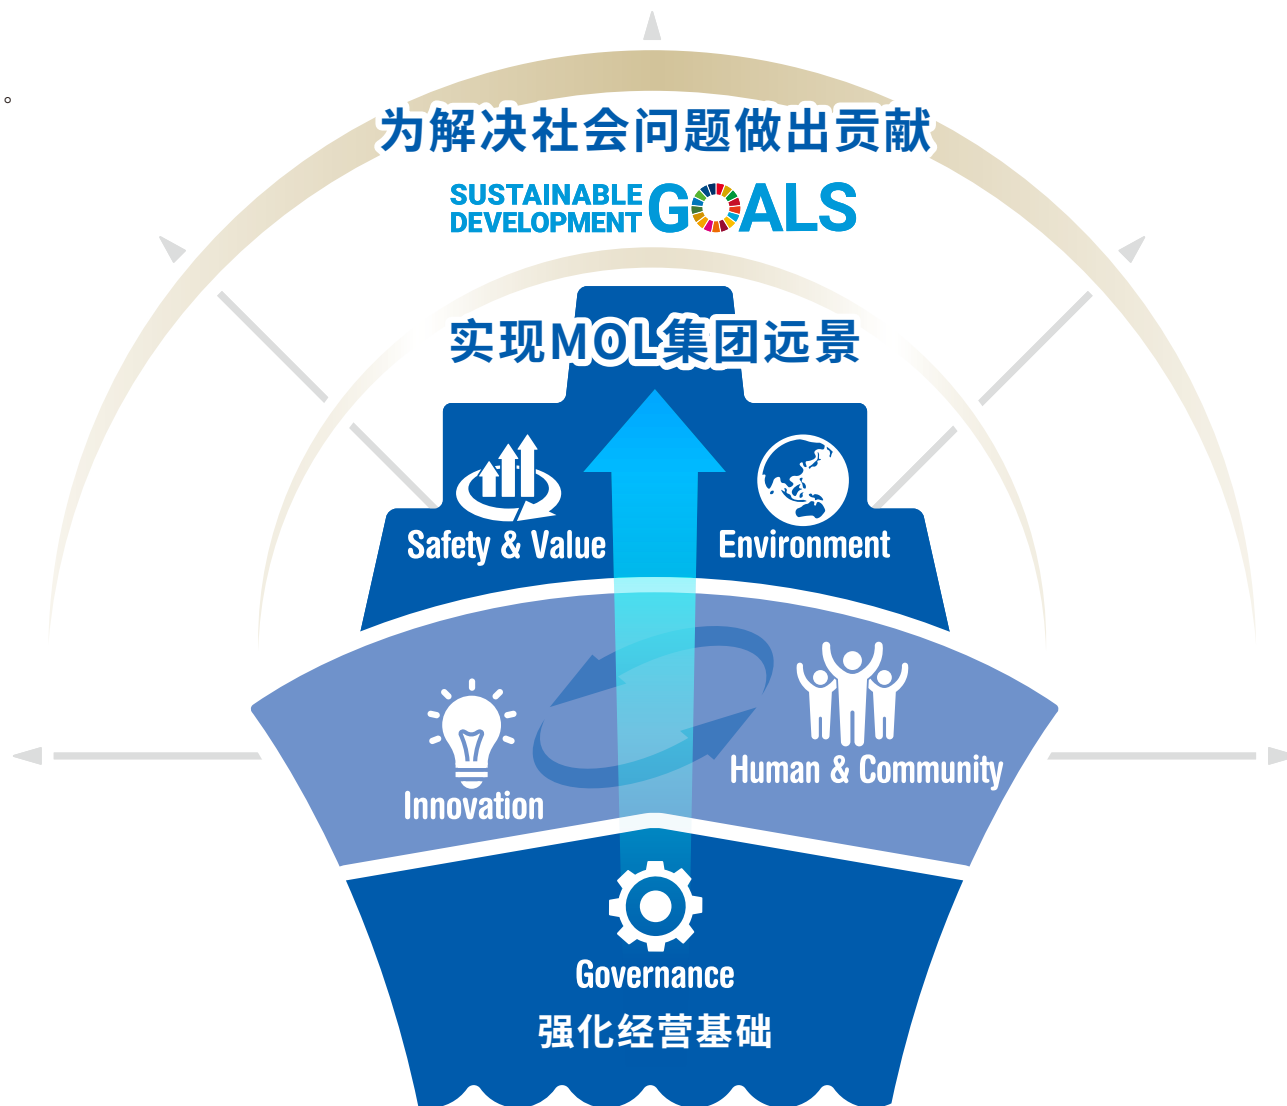 。
为解决社会问题做出贡献
SUSTAINABLE
DEVELOPMENT
GOALS
实现MOL集团远景
Safety & Value
Environment
Innovation
Human & Community
Governance
强化经营基础